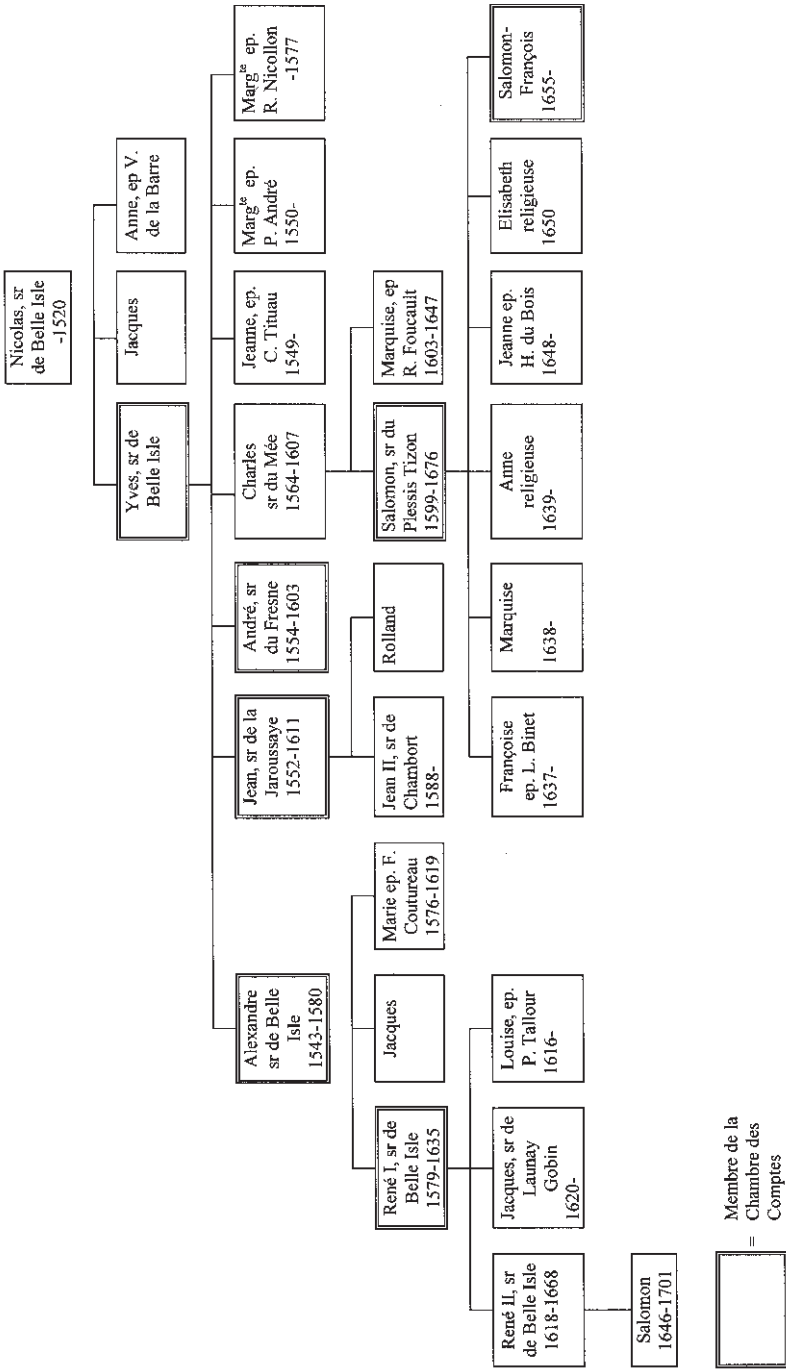 Nicolas, sr
de Belle Isle
-1520
Yves, sr de
Belle Isle
Jacques
Anne, ep V.
de la Barre
Alexandre
sr de Belle
Isle
1543-1580
Jean, sr de la
Jaroussaye
1552-1611
André, sr
du Fresne
1554-1603
Charles
sr du Mée
1564-1607
Jeanne, ep.
C. Tituau
1549-
Margte ep.
P. André
1550-
Margte ep.
R. Nicollon
-1577
René I, sr de
Belle Isle
1579-1635
Jacques
Marie ep. F.
Coutureau
1576-1619
Jean II, sr de
Chambort
1588-
Rolland
Salomon, sr du
Plessis Tizon
1599-1676
Marquise, ep
R. Foucault
1603-1647
René II, sr
de Belle Isle
1618-1668
Jacques, sr de
Launay
Gobin
1620-
Louise, ep.
P. Tallour
1616-
Françoise
ep. L. Binet
1637-
Marquise
1638-
Anne
religieuse
1639-
Jeanne ep.
H. du Bois
1648-
Elisabeth
religieuse
1650
Salomon-
François
1655-
Salomon
1646-1701
= Membre de la
Chambre des
Comptes